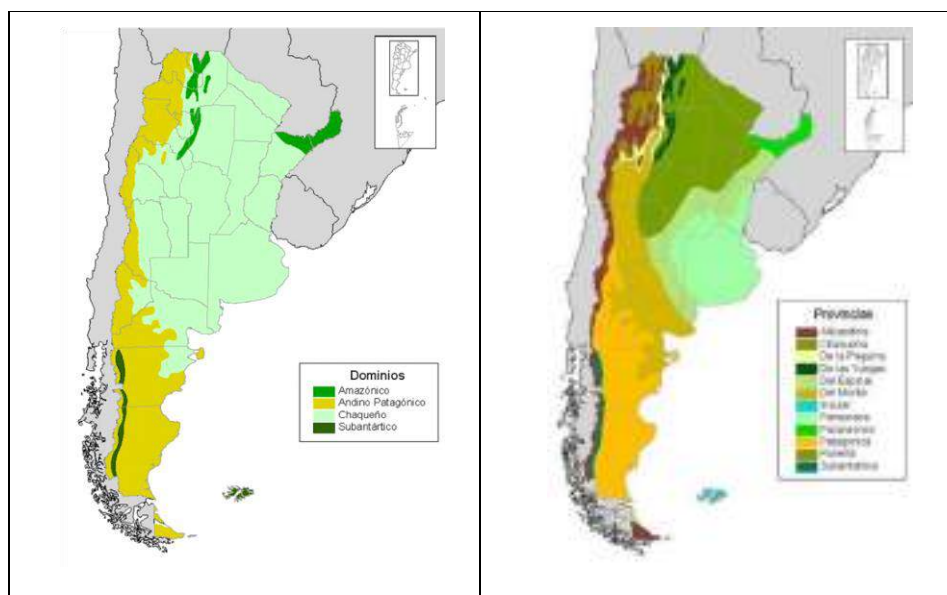 Dominios
Amazónico
Andino Patagónico
Chaqueño
Subantártico
Provincias
Altoandina
Chaqueña
De la Prepuna
De las Yungas
Del Espinal
Del Monte
Insular
Pampeana
Paranaense
Patagónica
Puneña
Subantártica